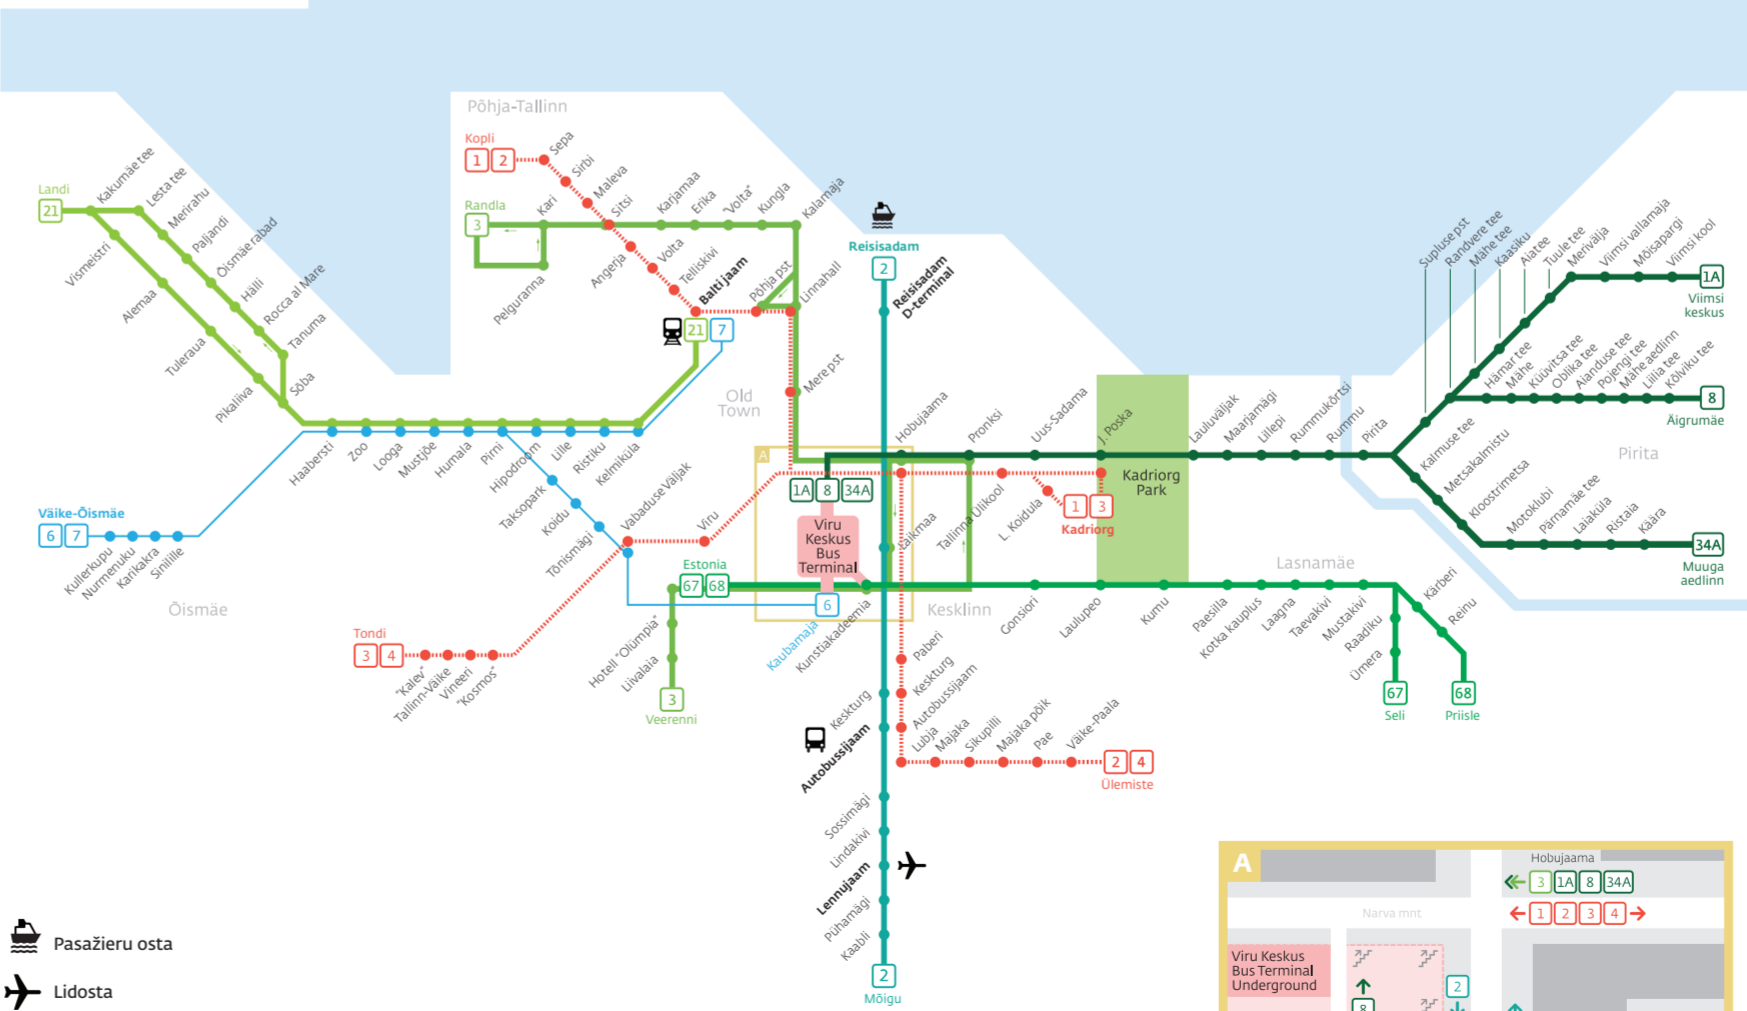 Põhja-Tallinn
Kopli
1 2
Sepa
Sirbi
Maleva
Sitsi
Angerja
Volta
Telliskivi
Balti jaam
21 7
Landi
21
Kakumäe tee
Lesta tee
Merirahu
Paljandi
Õismäe rabad
Hälli
Rocca al Mare
Tanuma
Sõba
Vismeistri
Alemaa
Tuleraua
Pikaliiva
Randla
3
Kari
Pelguranna
Karjamaa
Erika
"Volta"
Kungla
Kalamaja
Põhja pst
Linnahall
Mere pst
Old
Town
Reisisadam
2
Reisisadam
D-terminal
Haabersti
Zoo
Looga
Mustjõe
Humala
Pirni
Hipodroom
Lille
Ristiku
Kelmiküla
Taksopark
Koidu
Tõnismägi
Vabaduse Väljak
Viru
Väike-Õismäe
6 7
Kullerkupu
Nurmenuku
Karikakra
Sinilille
Õismäe
Tondi
3 4
"Kalev"
Tallinn-Väike
Vineeri
"Kosmos"
Estonia
67 68
Hotell "Olümpia"
Liivalaia
3
Veerenni
A
1A 8 34A
Viru
Keskus
Bus
Terminal
6
Kaubamaja
Kunstiakadeemia
Laikmaa
Hobujaama
Pronksi
Tallinna Ülikool
Uus-Sadama
L. Koidula
J. Poska
1 3
Kadriorg
Kadriorg
Park
Kesklinn
Lauluväljak
Maarjamägi
Lillepi
Rummukõrtsi
Rummu
Pirita
Supluse pst
Randvere tee
Mähe tee
Kaasiku
Aiatee
Tuule tee
Merivälja
Viimsi vallamaja
Mõisapargi
Viimsi kool
1A
Viimsi
keskus
Hämar tee
Mähe
Küüvitsa tee
Oblika tee
Aianduse tee
Pojengi tee
Mähe aedlinn
Liilia tee
Kõlviku tee
8
Äigrumäe
Pirita
Kalmuse tee
Metsakalmistu
Kloostrimetsa
Motoklubi
Pärnamäe tee
Laiaküla
Ristaia
Käära
34A
Muuga
aedlinn
Lasnamäe
Gonsiori
Laulupeo
Kumu
Paesilla
Kotka kauplus
Laagna
Taevakivi
Mustakivi
Raadiku
Ümera
Kärberi
Reinu
67
Seli
68
Priisle
Paberi
Keskturg
Autobussijaam
Lubja
Majaka
Sikupilli
Majaka põik
Pae
Väike-Paala
2 4
Ülemiste
Keskturg
Autobussijaam
Sossimägi
Lindakivi
Lennujaam
Pühamägi
Kaabli
2
Mõigu
Pasažieru osta
Lidosta
A
Hobujaama
3 1A 8 34A
Narva mnt
1 2 3 4
Viru Keskus
Bus Terminal
Underground
2
8